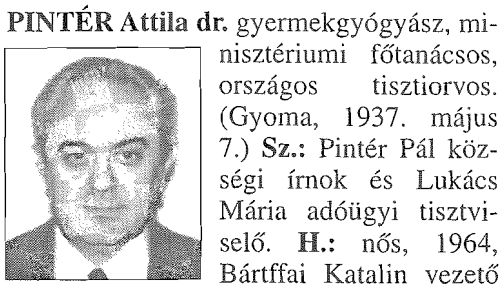 PINTÉR Attila dr. gyermekgyógyász, mi-
nisztériumi főtanácsos,
országos tisztiorvos.
(Gyoma, 1937. május
7.) Sz.: Pintér Pál köz-
ségi írnok és Lukács
Mária adóügyi tisztvi-
selő. H.: nős, 1964,
Bártffai Katalin vezető